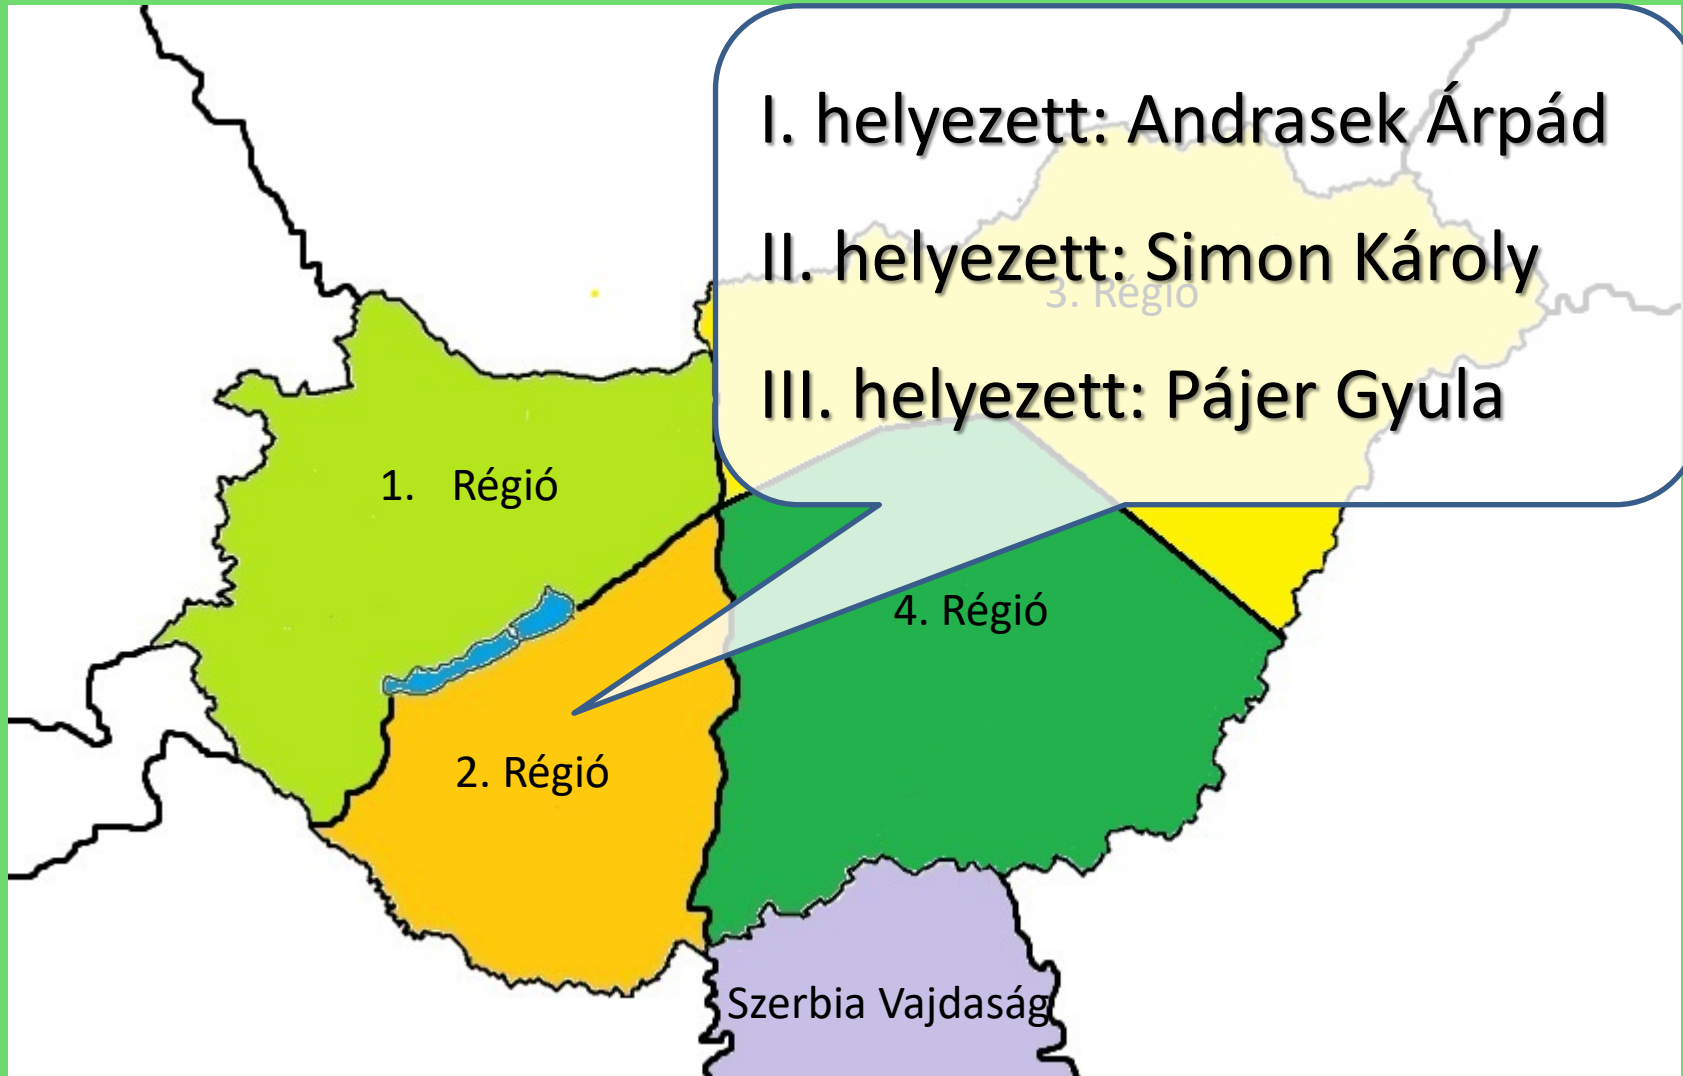 I. helyezett: Andrasek Árpád
II. helyezett: Simon Károly
3. Régió
III. helyezett: Pájer Gyula
1. Régió
4. Régió
2. Régió
Szerbia Vajdaság